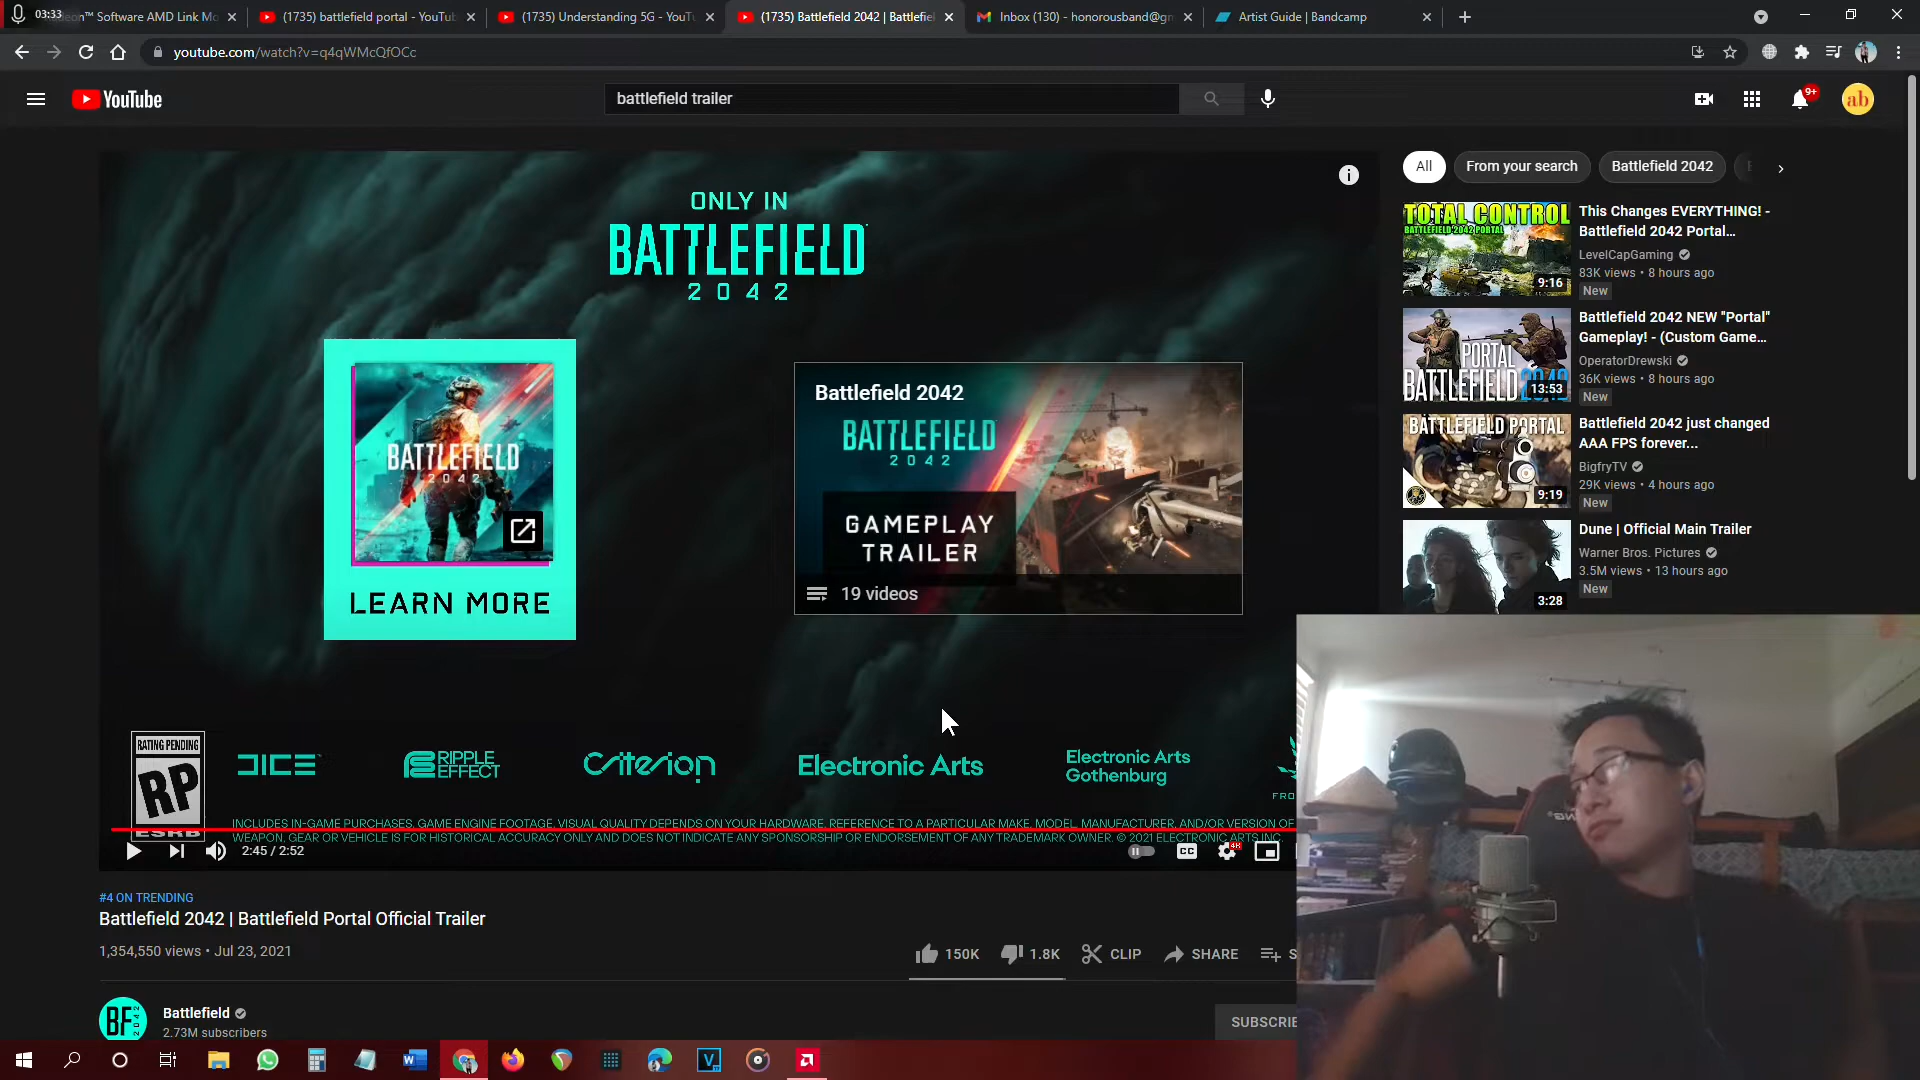 03:33
eon™ Software AMD Link Mo
(1735) battlefield portal - YouTub
(1735) Understanding 5G - YouTu
(1735) Battlefield 2042 | Battlefiel
Inbox (130) - honorousband@gm
Artist Guide | Bandcamp
youtube.com/watch?v=q4qWMcQfOCc
YouTube
battlefield trailer
9+
ab
ONLY IN
BATTLEFIELD
2042
BATTLEFIELD
2042
LEARN MORE
Battlefield 2042
BATTLEFIELD
2042
GAMEPLAY
TRAILER
19 videos
RATING PENDING
RP
ESRB
DICE
RIPPLE
EFFECT
Criterion
Electronic Arts
Electronic Arts
Gothenburg
FRO
INCLUDES IN-GAME PURCHASES. GAME ENGINE FOOTAGE. VISUAL QUALITY DEPENDS ON YOUR HARDWARE. REFERENCE TO A PARTICULAR MAKE, MODEL, MANUFACTURER, AND/OR VERSION OF
WEAPON, GEAR OR VEHICLE IS FOR HISTORICAL ACCURACY ONLY AND DOES NOT INDICATE ANY SPONSORSHIP OR ENDORSEMENT OF ANY TRADEMARK OWNER. © 2021 ELECTRONIC ARTS INC.
2:45 / 2:52
CC
4K
#4 ON TRENDING
Battlefield 2042 | Battlefield Portal Official Trailer
1,354,550 views • Jul 23, 2021
150K
1.8K
CLIP
SHARE
S
BF
2042
Battlefield
2.73M subscribers
SUBSCRIBE
All
From your search
Battlefield 2042
TOTAL CONTROL
BATTLEFIELD 2042 PORTAL
9:16
This Changes EVERYTHING! -
Battlefield 2042 Portal...
LevelCapGaming
83K views • 8 hours ago
New
PORTAL
BATTLEFIELD 2042
13:53
Battlefield 2042 NEW "Portal"
Gameplay! - (Custom Game...
OperatorDrewski
36K views • 8 hours ago
New
BATTLEFIELD PORTAL
9:19
Battlefield 2042 just changed
AAA FPS forever...
BigfryTV
29K views • 4 hours ago
New
3:28
Dune | Official Main Trailer
Warner Bros. Pictures
3.5M views • 13 hours ago
New